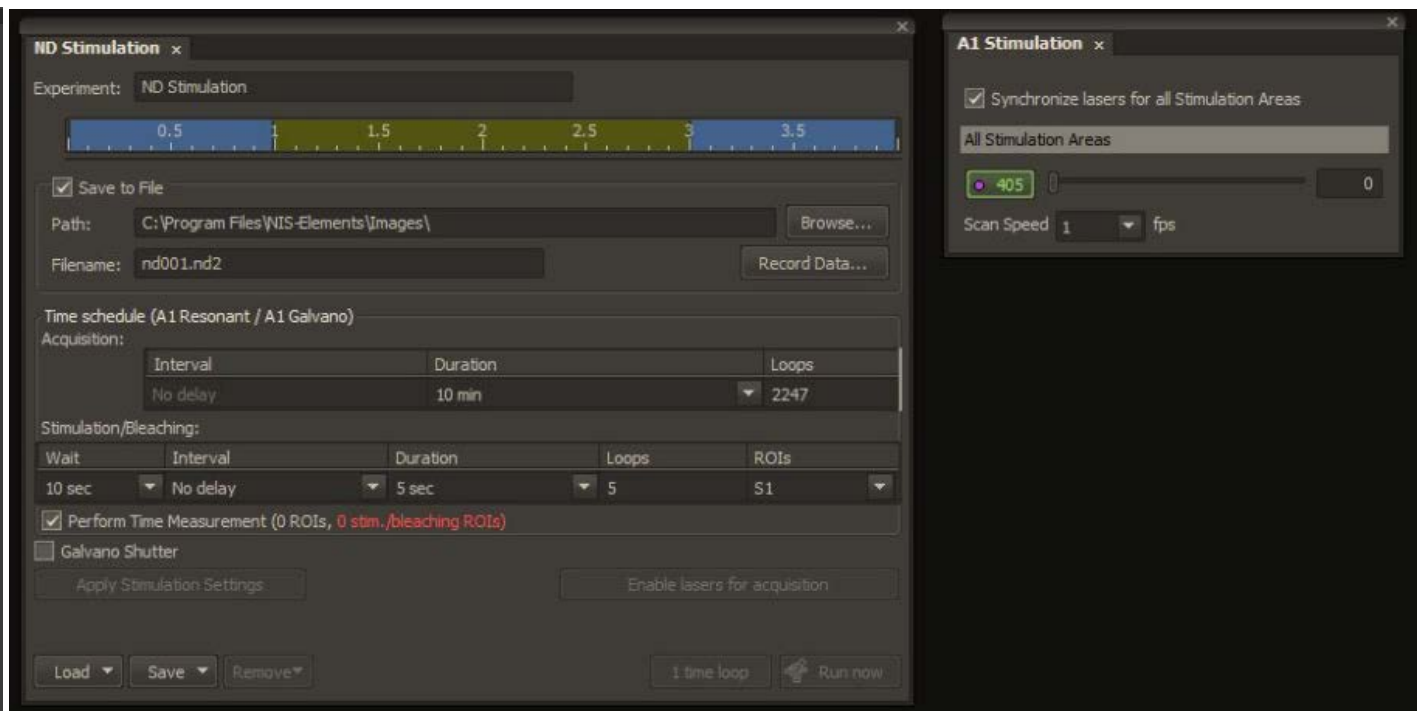 ND Stimulation x
Experiment: ND Stimulation
0.5 1 1.5 2 2.5 3 3.5
Save to File
Path: C:\Program Files\NIS-Elements\Images\ Browse...
Filename: nd001.nd2 Record Data...
Time schedule (A1 Resonant / A1 Galvano)
Acquisition:
Interval Duration Loops
No delay 10 min 2247
Stimulation/Bleaching:
Wait Interval Duration Loops ROIs
10 sec No delay 5 sec 5 S1
Perform Time Measurement (0 ROIs, 0 stim./bleaching ROIs)
Galvano Shutter
Apply Stimulation Settings Enable lasers for acquisition
Load Save Remove 1 time loop Run now
A1 Stimulation x
Synchronize lasers for all Stimulation Areas
All Stimulation Areas
405 0
Scan Speed 1 fps